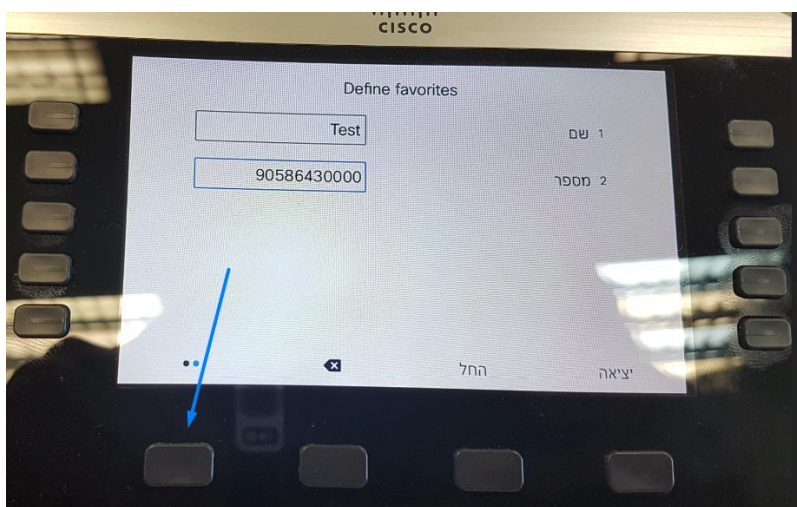 CISCO
Define favorites
1 שם Test
2 מספר 90586430000
יציאה החל